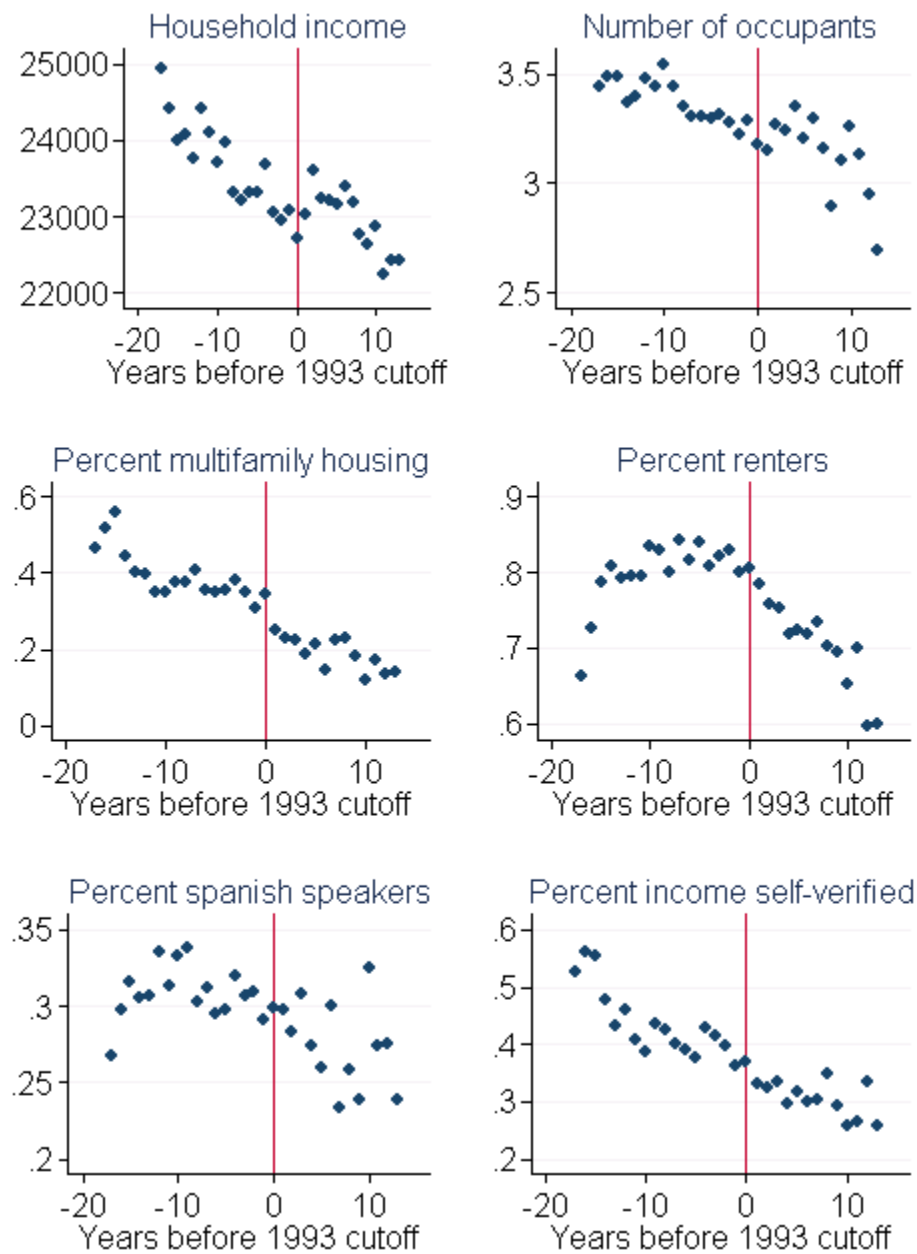 Household income
25000
24000
23000
22000
-20 -10 0 10
Years before 1993 cutoff
Number of occupants
3.5
3
2.5
-20 -10 0 10
Years before 1993 cutoff
Percent multifamily housing
.6
.4
.2
0
-20 -10 0 10
Years before 1993 cutoff
Percent renters
.9
.8
.7
.6
-20 -10 0 10
Years before 1993 cutoff
Percent spanish speakers
.35
.3
.25
.2
-20 -10 0 10
Years before 1993 cutoff
Percent income self-verified
.6
.5
.4
.3
.2
-20 -10 0 10
Years before 1993 cutoff